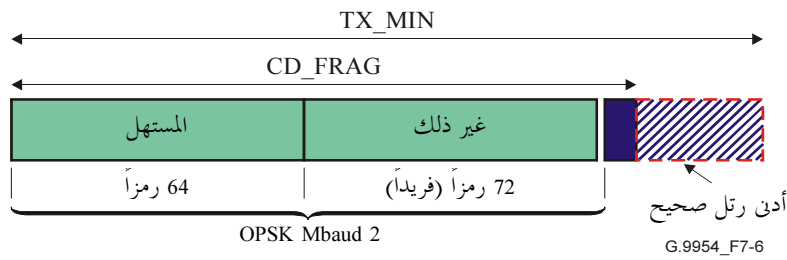 TX_MIN
CD_FRAG
المستهل
غير ذلك
64 رمزاً
72 رمزاً (فريداً)
أدنى رتل صحيح
OPSK Mbaud 2
G.9954_F7-6